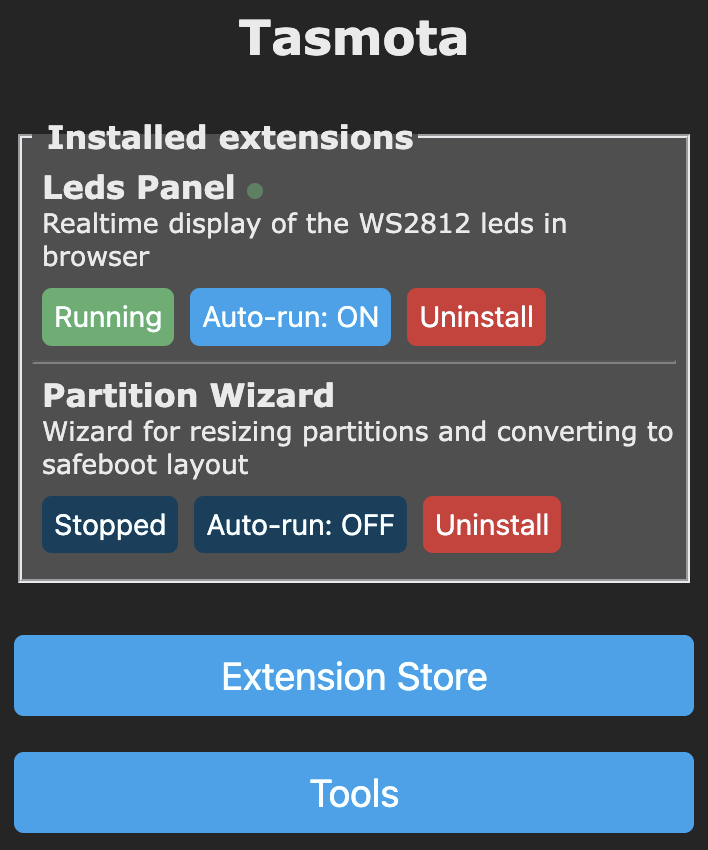 Tasmota
Installed extensions
Leds Panel
Realtime display of the WS2812 leds in
browser
Running Auto-run: ON Uninstall
Partition Wizard
Wizard for resizing partitions and converting to
safeboot layout
Stopped Auto-run: OFF Uninstall
Extension Store
Tools